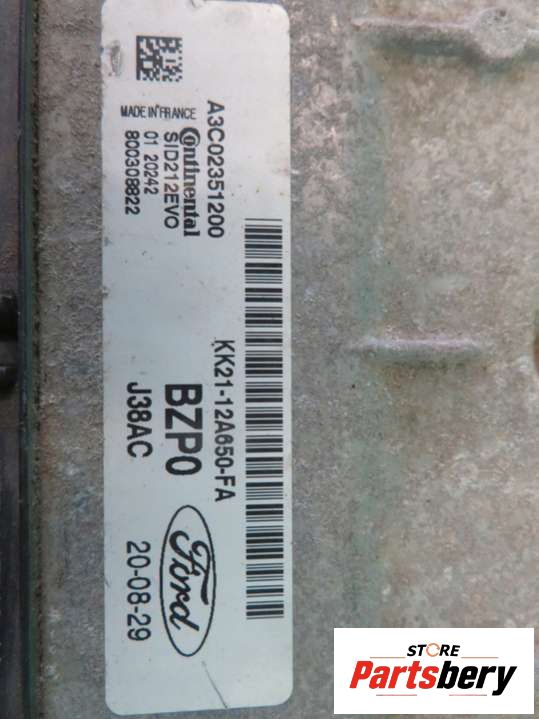 A3C02351200
MADE IN FRANCE
Continental
SID212EVO
01 20242
800308822
KK21-12A650-FA
BZP0
J38AC
Ford
20-08-29
STORE
Partsbery